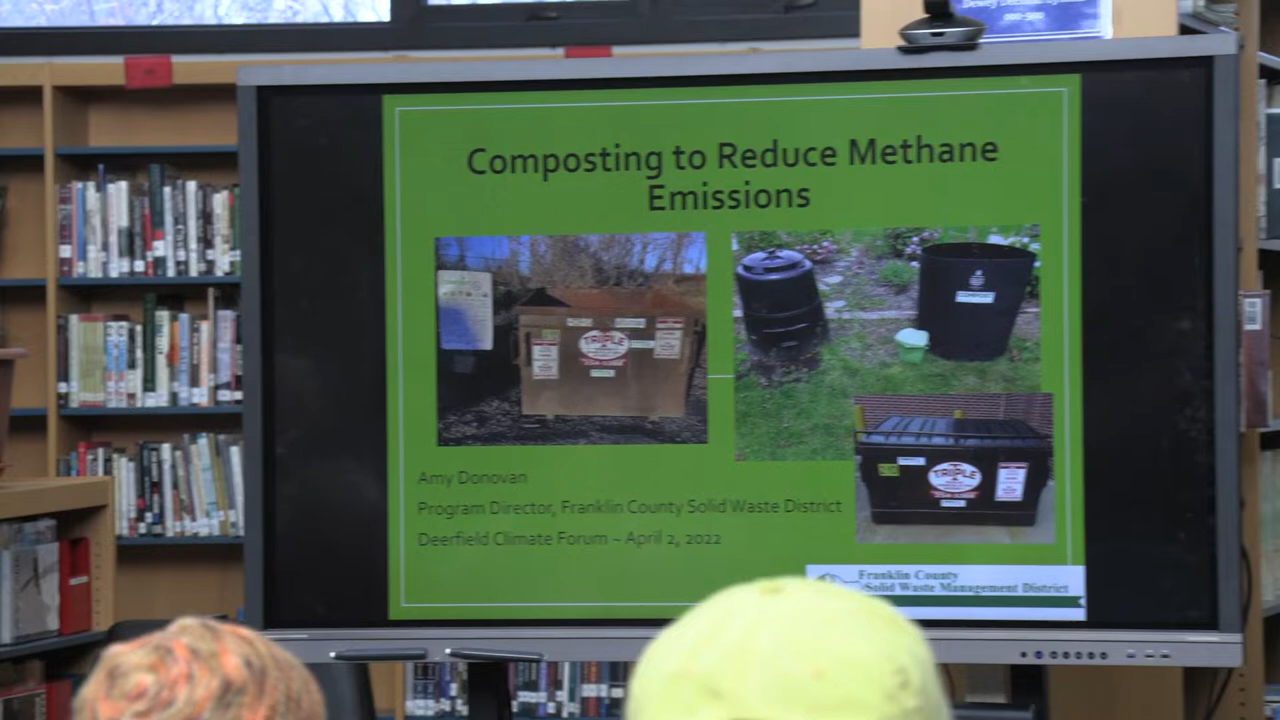 Composting to Reduce Methane
Emissions
TRIPLE
COMPOST
TRIPLE
Amy Donovan
Program Director, Franklin County Solid Waste District
Deerfield Climate Forum ~ April 2, 2022
Franklin County
Solid Waste Management District